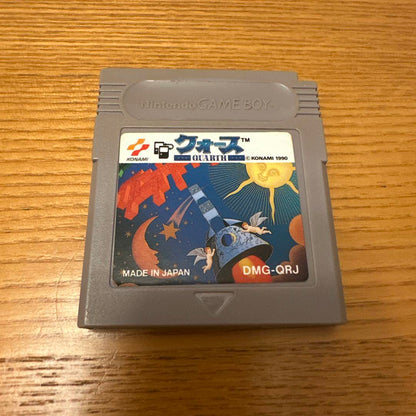 Nintendo GAME BOY
KONAMI
クォース™
QUARTH
© KONAMI 1990
MADE IN JAPAN
DMG-QRJ